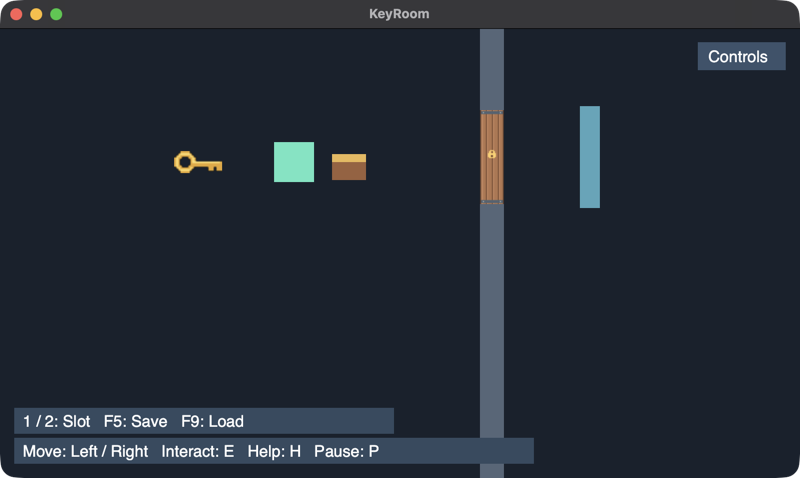 KeyRoom
Controls
1 / 2: Slot F5: Save F9: Load
Move: Left / Right Interact: E Help: H Pause: P